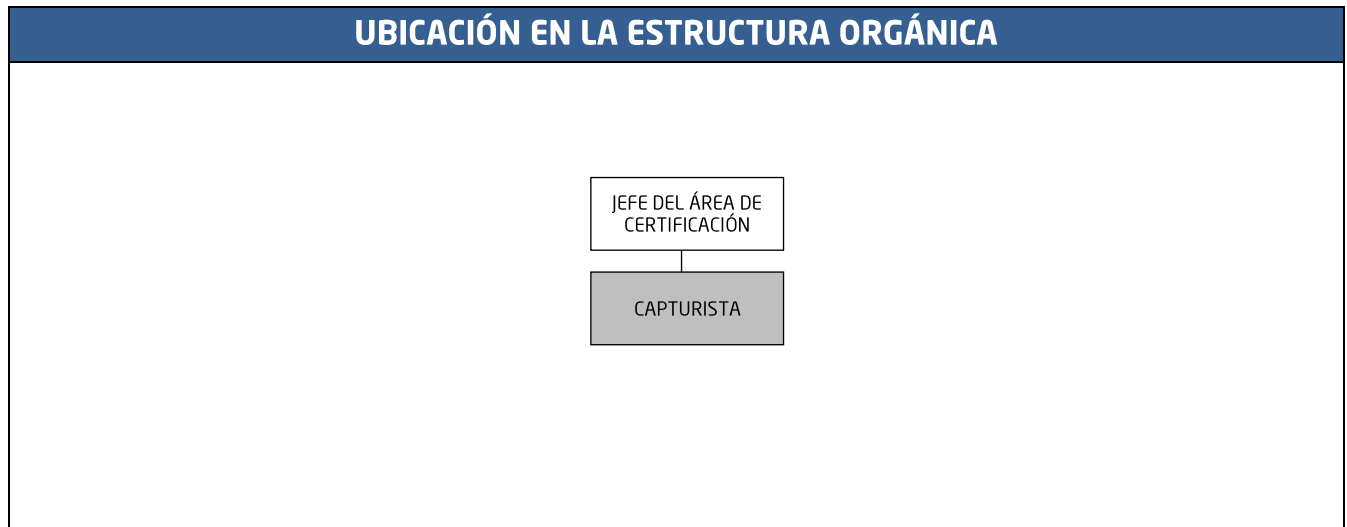 UBICACIÓN EN LA ESTRUCTURA ORGÁNICA
JEFE DEL ÁREA DE
CERTIFICACIÓN
CAPTURISTA